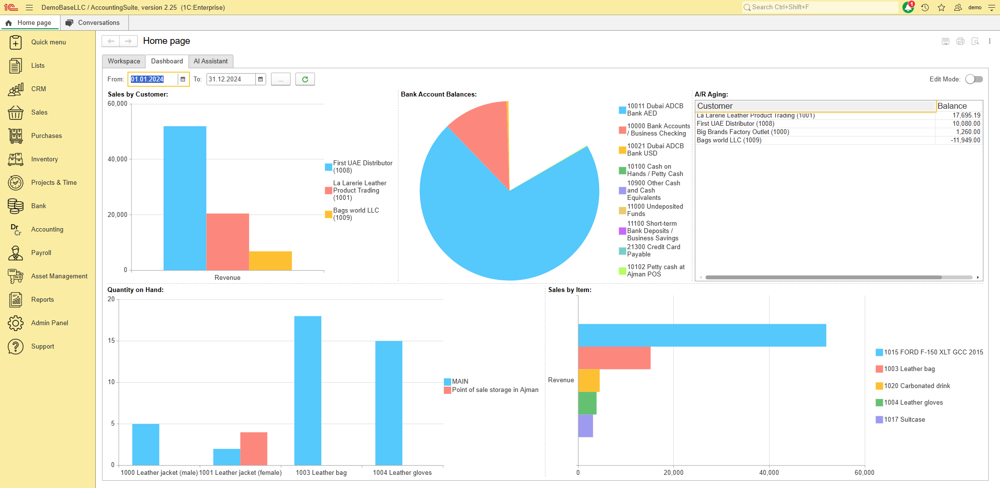 DemoBaseLLC / AccountingSuite, version 2.25 (1C:Enterprise)
Search Ctrl+Shift+F
1
demo
Home page
Conversations
Quick menu
Lists
CRM
Sales
Purchases
Inventory
Projects & Time
Bank
Dr
Cr
Accounting
Payroll
Asset Management
Reports
Admin Panel
Support
Home page
Workspace
Dashboard
AI Assistant
From:
01.01.2024
To:
31.12.2024
...
Edit Mode:
Sales by Customer:
60,000
40,000
20,000
0
Revenue
First UAE Distributor
(1008)
La Larerie Leather
Product Trading
(1001)
Bags world LLC
(1009)
Bank Account Balances:
10011 Dubai ADCB
Bank AED
10000 Bank Accounts
/ Business Checking
10021 Dubai ADCB
Bank USD
10100 Cash on
Hands / Petty Cash
10900 Other Cash
and Cash
Equivalents
11000 Undeposited
Funds
11100 Short-term
Bank Deposits /
Business Savings
21300 Credit Card
Payable
10102 Petty cash at
Ajman POS
A/R Aging:
Customer Balance
La Larerie Leather Product Trading (1001) 17,695.19
First UAE Distributor (1008) 10,080.00
Big Brands Factory Outlet (1000) 1,260.00
Bags world LLC (1009) -11,949.00
Quantity on Hand:
20
15
10
5
0
1000 Leather jacket (male)
1001 Leather jacket (female)
1003 Leather bag
1004 Leather gloves
MAIN
Point of sale storage in Ajman
Sales by Item:
Revenue
0
20,000
40,000
60,000
1015 FORD F-150 XLT GCC 2015
1003 Leather bag
1020 Carbonated drink
1004 Leather gloves
1017 Suitcase